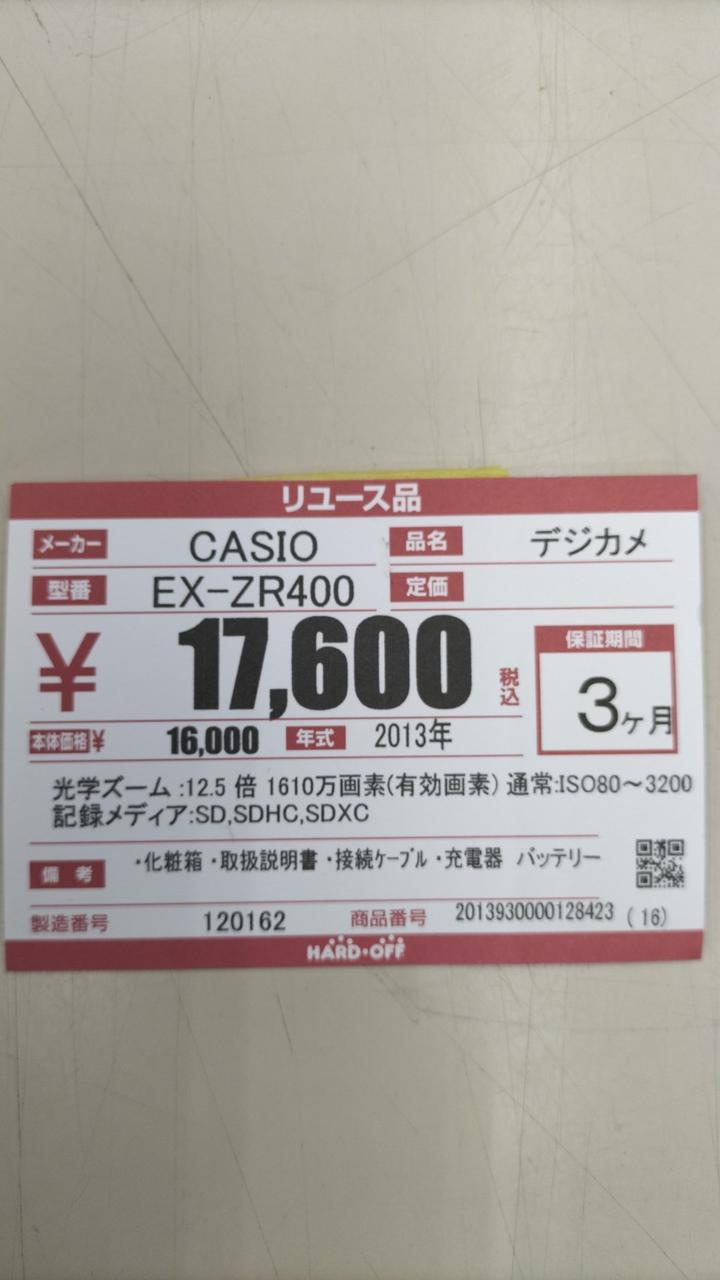 リユース品
メーカー CASIO 品名 デジカメ
型番 EX-ZR400 定価
¥17,600 税込
保証期間
3ヶ月
本体価格¥ 16,000 年式 2013年
光学ズーム:12.5 倍 1610万画素(有効画素) 通常:ISO80～3200
記録メディア:SD,SDHC,SDXC
備考 ・化粧箱・取扱説明書・接続ｹｰﾌﾞﾙ・充電器 バッテリー
製造番号 120162 商品番号 2013930000128423 (16)
HARD・OFF